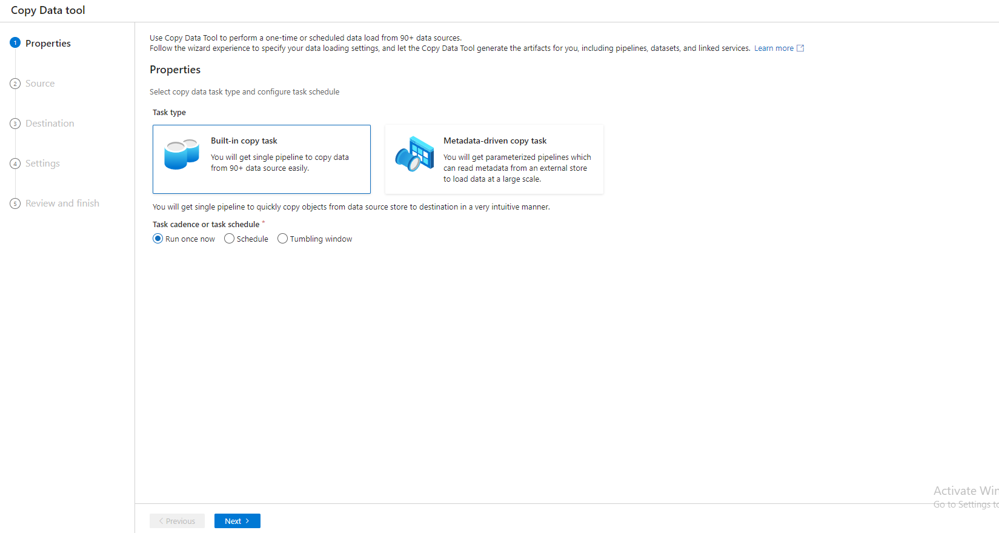 Copy Data tool
1 Properties
2 Source
3 Destination
4 Settings
5 Review and finish
Use Copy Data Tool to perform a one-time or scheduled data load from 90+ data sources.
Follow the wizard experience to specify your data loading settings, and let the Copy Data Tool generate the artifacts for you, including pipelines, datasets, and linked services. Learn more
Properties
Select copy data task type and configure task schedule
Task type
Built-in copy task
You will get single pipeline to copy data
from 90+ data source easily.
Metadata-driven copy task
You will get parameterized pipelines which
can read metadata from an external store
to load data at a large scale.
You will get single pipeline to quickly copy objects from data source store to destination in a very intuitive manner.
Task cadence or task schedule *
Run once now Schedule Tumbling window
Activate Win
Go to Settings to
< Previous Next >